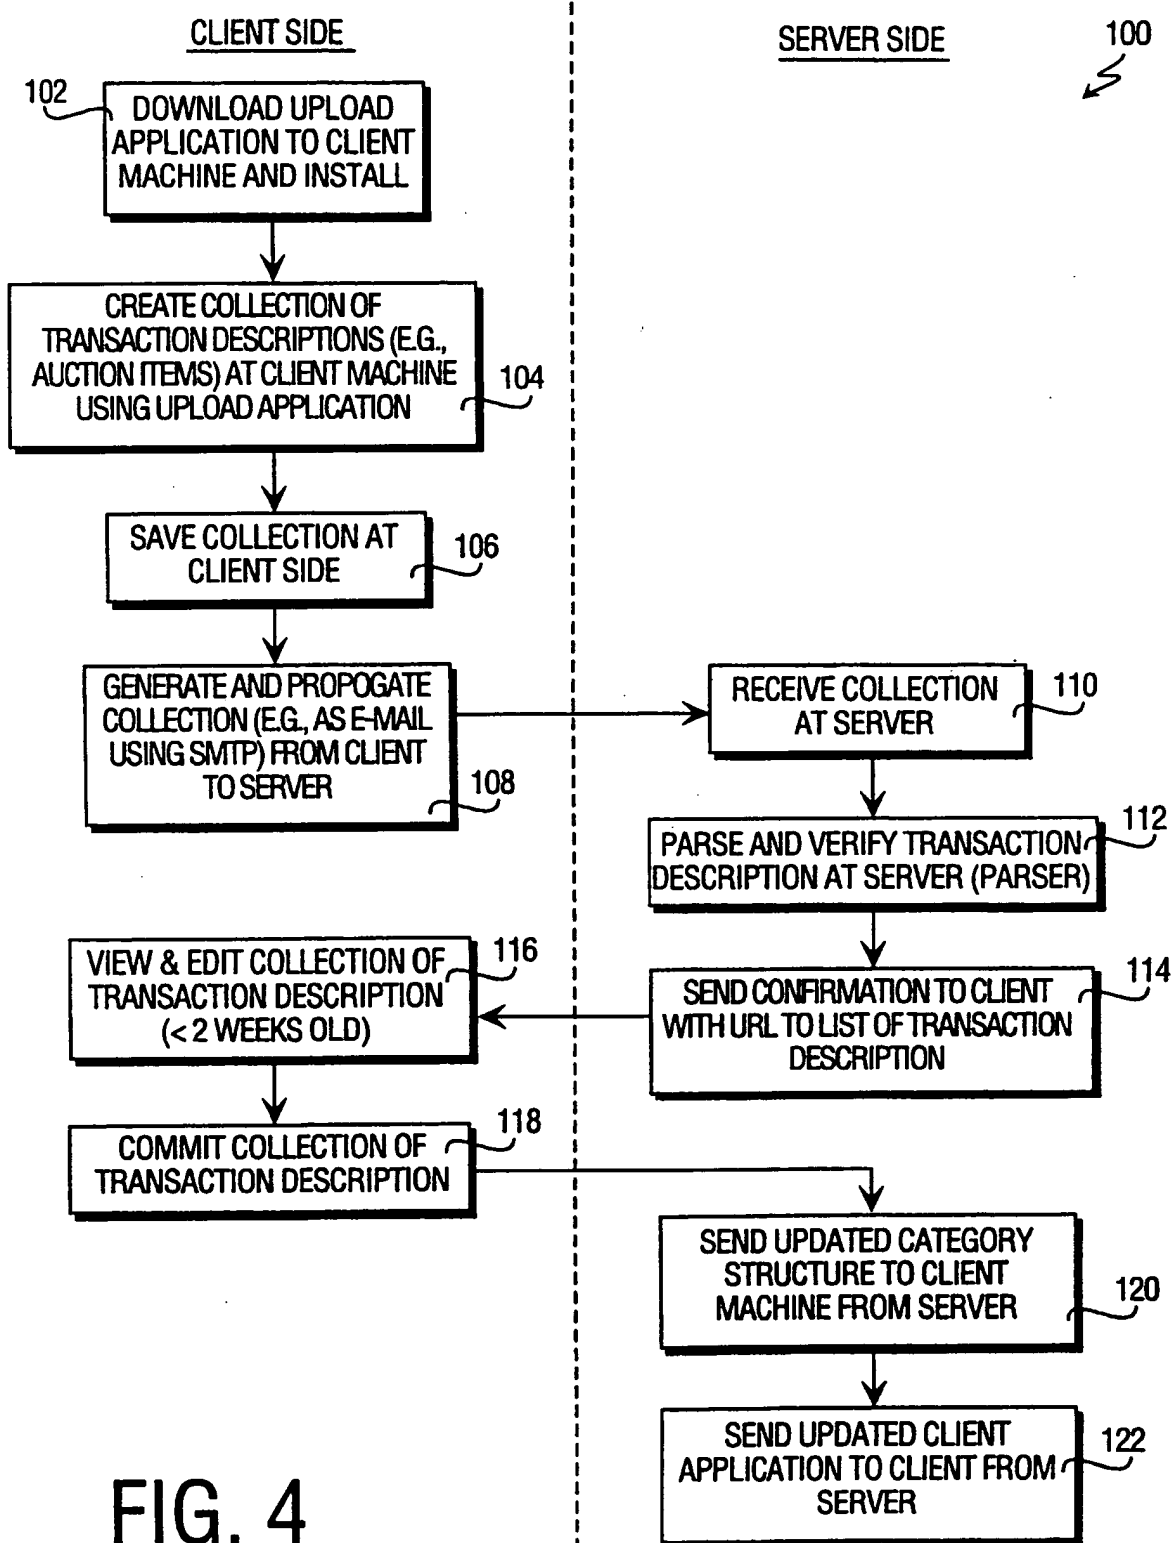 CLIENT SIDE
SERVER SIDE
100
102
DOWNLOAD UPLOAD
APPLICATION TO CLIENT
MACHINE AND INSTALL
CREATE COLLECTION OF
TRANSACTION DESCRIPTIONS (E.G.,
AUCTION ITEMS) AT CLIENT MACHINE
USING UPLOAD APPLICATION
104
SAVE COLLECTION AT
CLIENT SIDE
106
GENERATE AND PROPOGATE
COLLECTION (E.G., AS E-MAIL
USING SMTP) FROM CLIENT
TO SERVER
108
RECEIVE COLLECTION
AT SERVER
110
PARSE AND VERIFY TRANSACTION
DESCRIPTION AT SERVER (PARSER)
112
SEND CONFIRMATION TO CLIENT
WITH URL TO LIST OF TRANSACTION
DESCRIPTION
114
VIEW & EDIT COLLECTION OF
TRANSACTION DESCRIPTION
(< 2 WEEKS OLD)
116
COMMIT COLLECTION OF
TRANSACTION DESCRIPTION
118
SEND UPDATED CATEGORY
STRUCTURE TO CLIENT
MACHINE FROM SERVER
120
SEND UPDATED CLIENT
APPLICATION TO CLIENT FROM
SERVER
122
FIG. 4